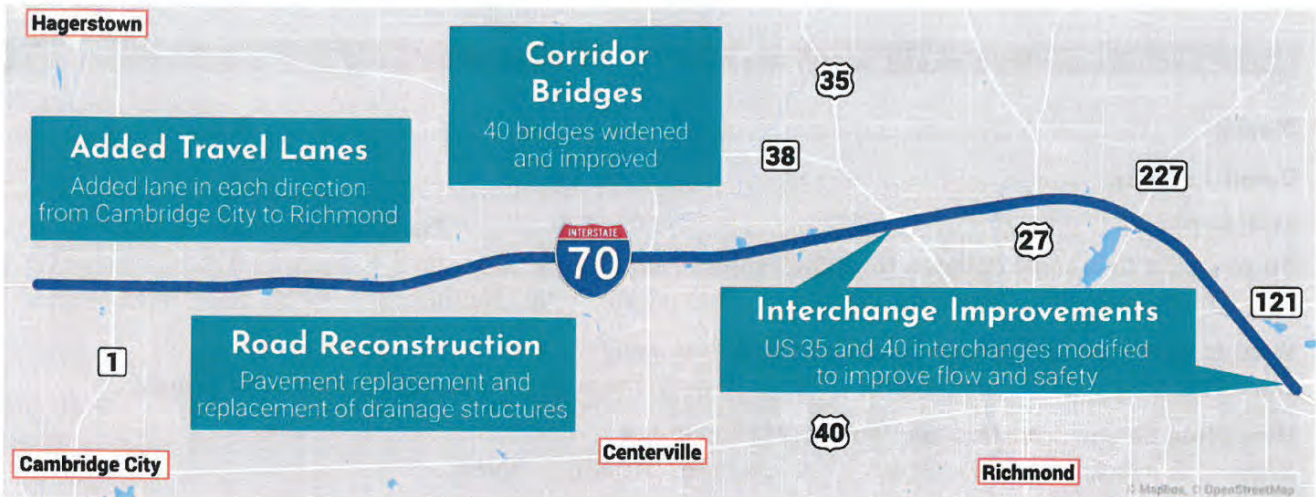 Hagerstown
Corridor
Bridges
40 bridges widened
and improved
35
Added Travel Lanes
Added lane in each direction
from Cambridge City to Richmond
38
227
INTERSTATE
70
27
Interchange Improvements
US 35 and 40 interchanges modified
to improve flow and safety
121
1
Road Reconstruction
Pavement replacement and
replacement of drainage structures
40
Cambridge City
Centerville
Richmond
© Mapbox, © OpenStreetMap